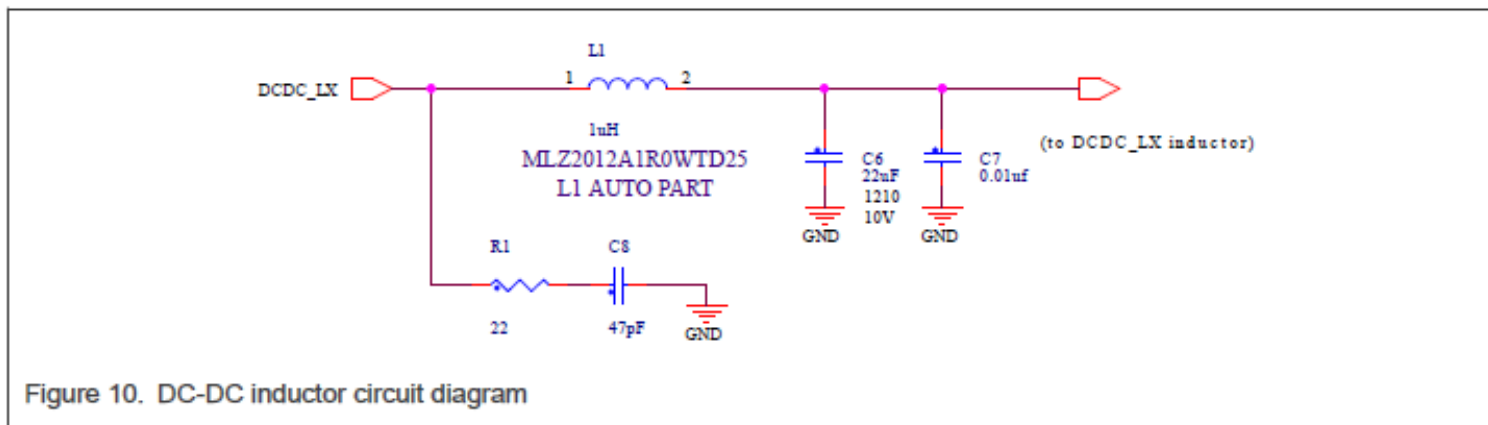 L1
DCDC_LX
1
2
1uH
MLZ2012A1R0WTD25
L1 AUTO PART
(to DCDC_LX inductor)
C6
22uF
1210
10V
C7
0.01uf
GND
GND
R1
C8
22
47pF
GND
Figure 10. DC-DC inductor circuit diagram